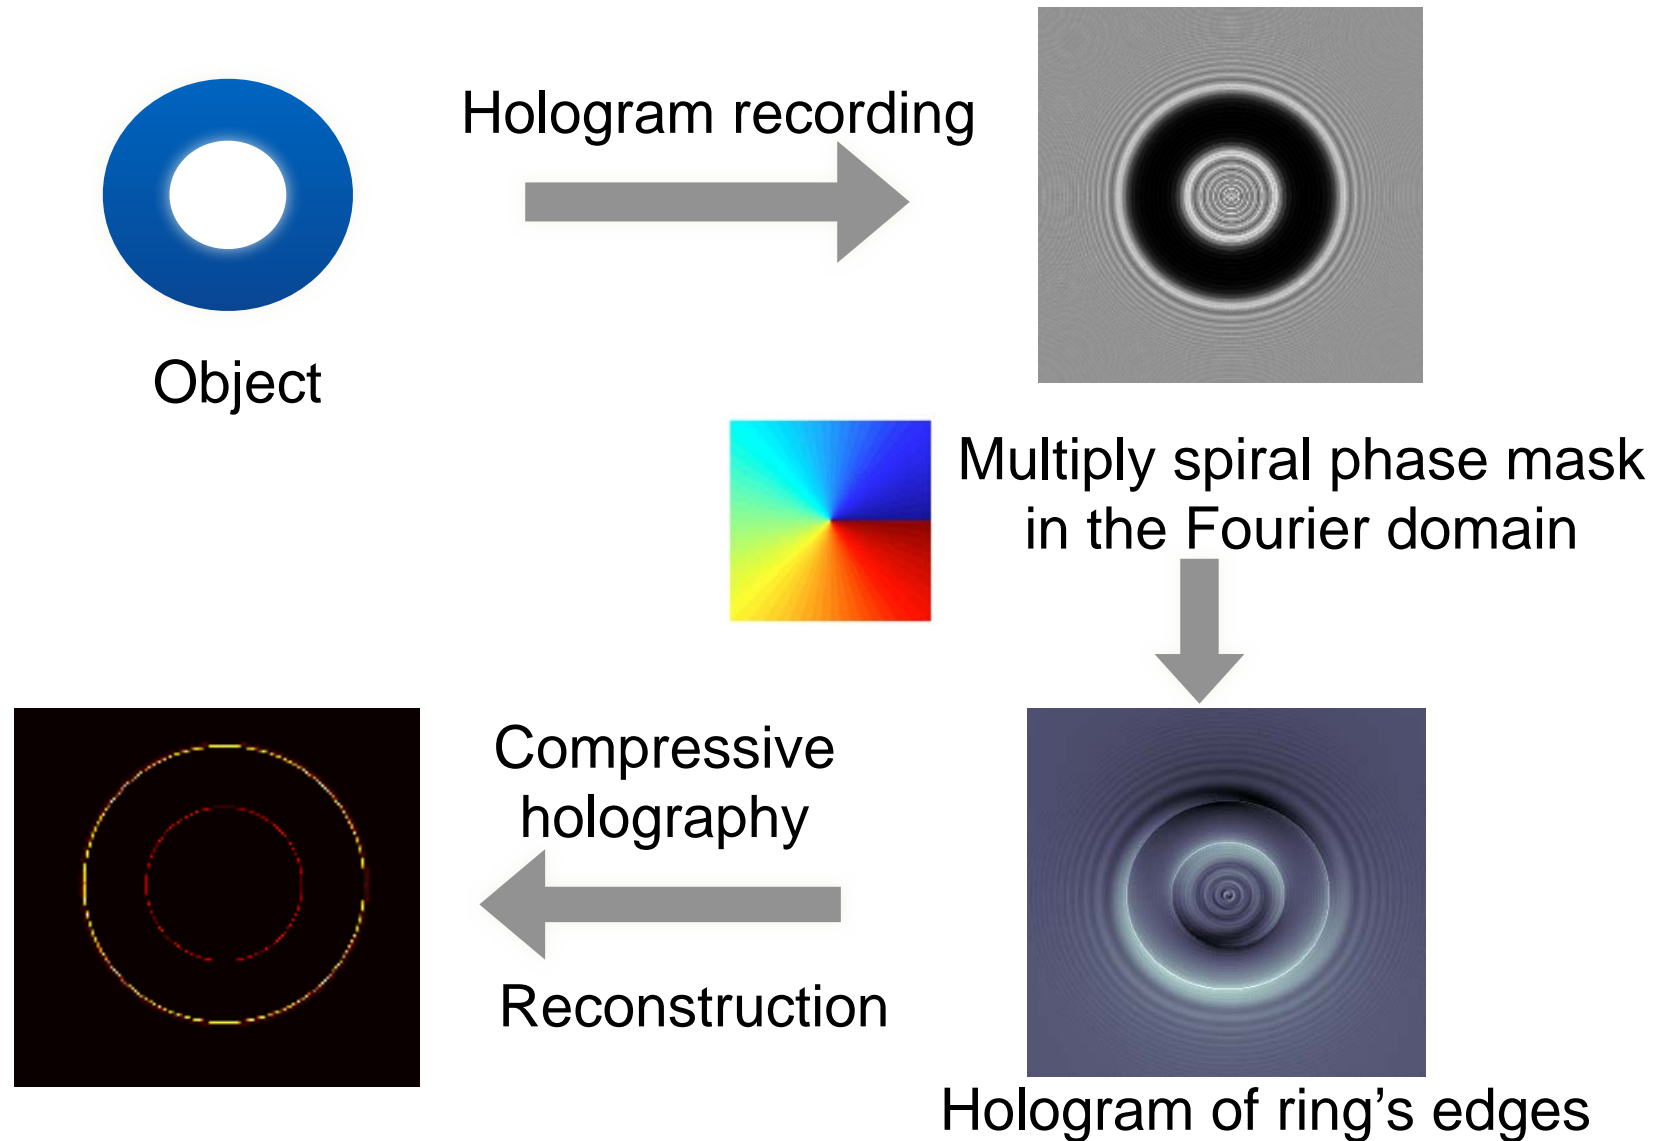 Hologram recording
Object
Multiply spiral phase mask
in the Fourier domain
Compressive
holography
Reconstruction
Hologram of ring’s edges